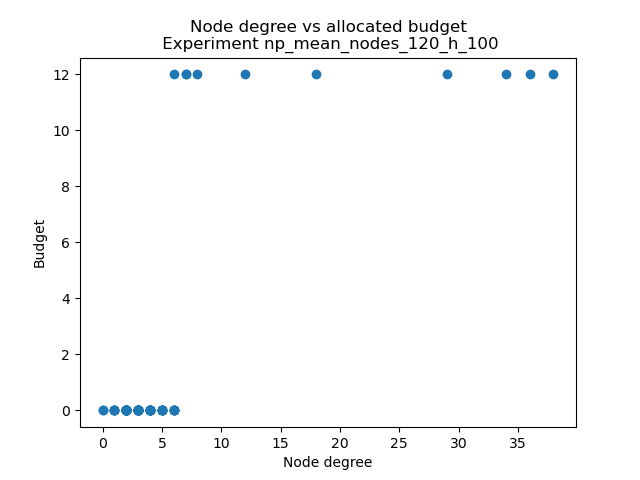 Node degree vs allocated budget
Experiment np_mean_nodes_120_h_100
12
10
8
6
4
2
0
Budget
0 5 10 15 20 25 30 35
Node degree